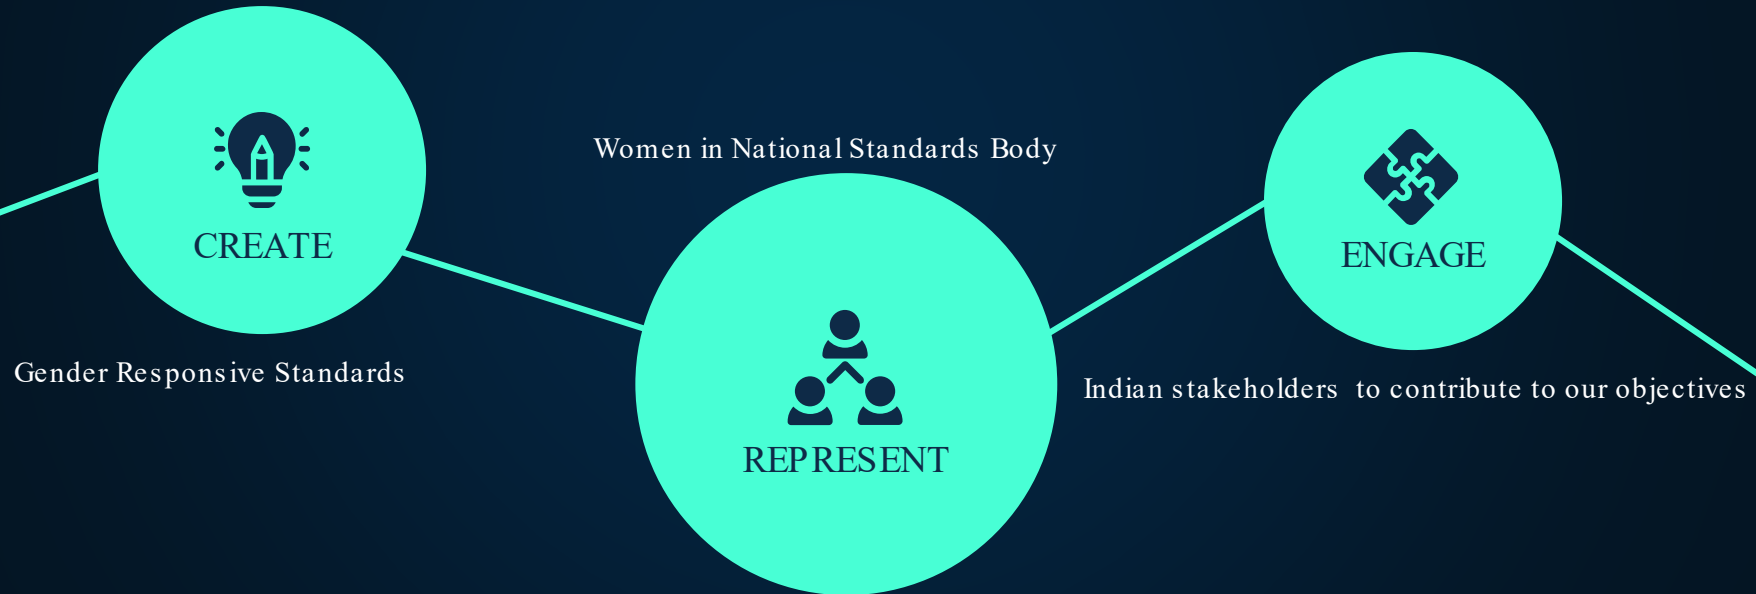 CREATE
Gender Responsive Standards
Women in National Standards Body
REPRESENT
ENGAGE
Indian stakeholders to contribute to our objectives